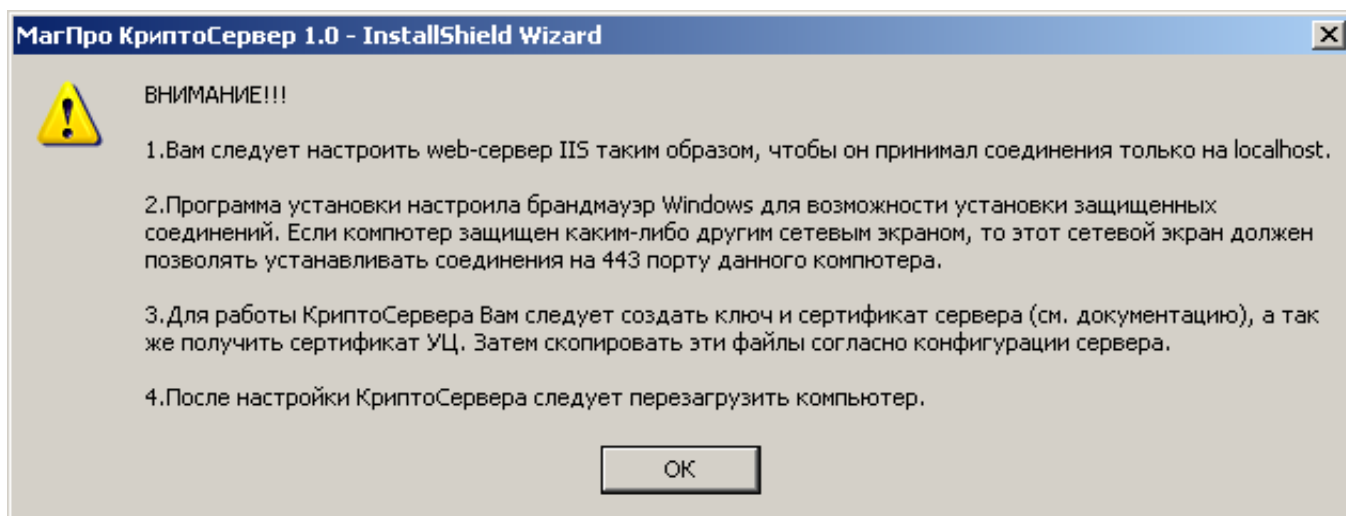 МагПро КриптоСервер 1.0 - InstallShield Wizard
ВНИМАНИЕ!!!
1.Вам следует настроить web-сервер IIS таким образом, чтобы он принимал соединения только на localhost.
2.Программа установки настроила брандмауэр Windows для возможности установки защищенных
соединений. Если компютер защищен каким-либо другим сетевым экраном, то этот сетевой экран должен
позволять устанавливать соединения на 443 порту данного компютера.
3.Для работы КриптоСервера Вам следует создать ключ и сертификат сервера (см. документацию), а так
же получить сертификат УЦ. Затем скопировать эти файлы согласно конфигурации сервера.
4.После настройки КриптоСервера следует перезагрузить компьютер.
ОК